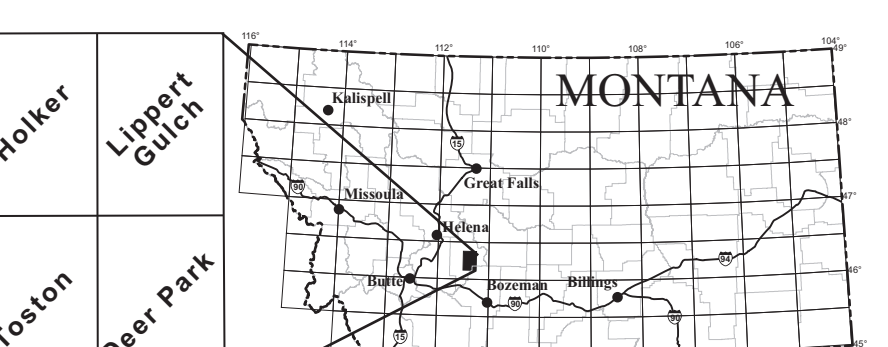 Holker
Lippert
Gulch
Toston
Deer Park
116°
114°
112°
110°
108°
106°
104°
49°
MONTANA
Kalispell
48°
15
Great Falls
90
Missoula
47°
Helena
94
Butte
Bozeman
Billings
46°
90
90
15
45°